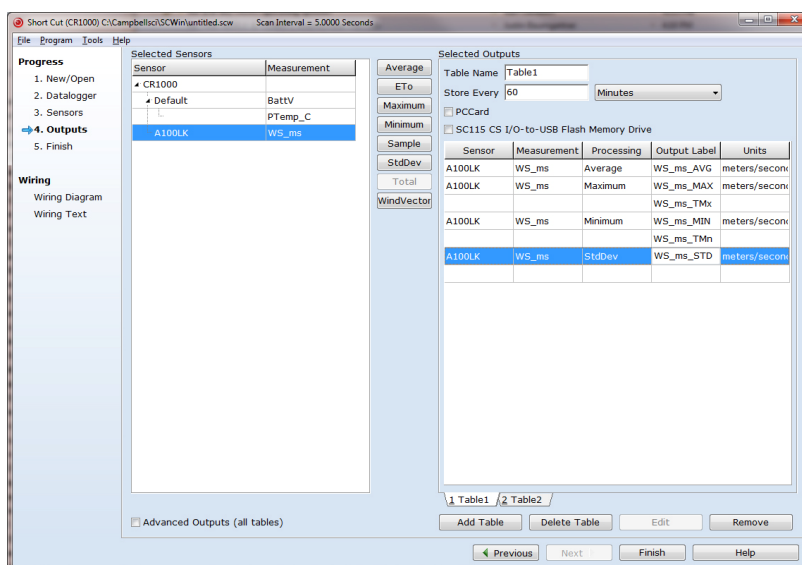 Short Cut (CR1000) C:\Campbellsci\SCWin\untitled.scw Scan Interval = 5.0000 Seconds
File Program Tools Help
Progress
1. New/Open
2. Datalogger
3. Sensors
4. Outputs
5. Finish
Wiring
Wiring Diagram
Wiring Text
Selected Sensors
Sensor Measurement
CR1000
Default BattV
PTemp_C
A100LK WS_ms
Advanced Outputs (all tables)
Average
ETo
Maximum
Minimum
Sample
StdDev
Total
WindVector
Selected Outputs
Table Name Table1
Store Every 60 Minutes
PCCard
SC115 CS I/O-to-USB Flash Memory Drive
Sensor Measurement Processing Output Label Units
A100LK WS_ms Average WS_ms_AVG meters/second
A100LK WS_ms Maximum WS_ms_MAX meters/second
WS_ms_TMx
A100LK WS_ms Minimum WS_ms_MIN meters/second
WS_ms_TMn
A100LK WS_ms StdDev WS_ms_STD meters/second
1 Table1 2 Table2
Add Table Delete Table Edit Remove
Previous Next Finish Help